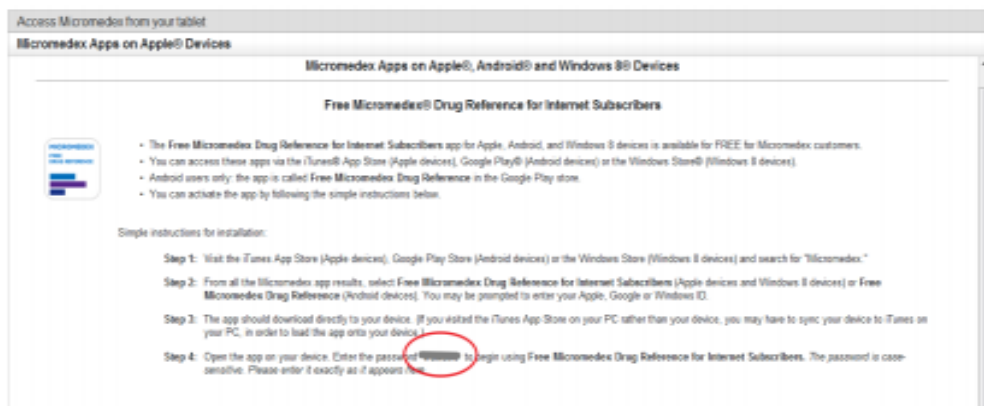 Access Micromedex from your tablet
Micromedex Apps on Apple® Devices
Micromedex Apps on Apple®, Android® and Windows 8® Devices
Free Micromedex® Drug Reference for Internet Subscribers
MICROMEDEX
FREE
DRUG REFERENCE
• The Free Micromedex Drug Reference for Internet Subscribers app for Apple, Android, and Windows 8 devices is available for FREE for Micromedex customers.
• You can access these apps via the iTunes® App Store (Apple devices), Google Play® (Android devices) or the Windows Store® (Windows 8 devices).
• Android users only: the app is called Free Micromedex Drug Reference in the Google Play store.
• You can activate the app by following the simple instructions below.
Simple instructions for installation:
Step 1: Visit the iTunes App Store (Apple devices), Google Play Store (Android devices) or the Windows Store (Windows 8 devices) and search for "Micromedex."
Step 2: From all the Micromedex app results, select Free Micromedex Drug Reference for Internet Subscribers (Apple devices and Windows 8 devices) or Free
Micromedex Drug Reference (Android devices). You may be prompted to enter your Apple, Google or Windows ID.
Step 3: The app should download directly to your device. (If you visited the iTunes App Store on your PC rather than your device, you may have to sync your device to iTunes on
your PC, in order to load the app onto your device.)
Step 4: Open the app on your device. Enter the password to begin using Free Micromedex Drug Reference for Internet Subscribers. The password is case-
sensitive. Please enter it exactly as it appears here.